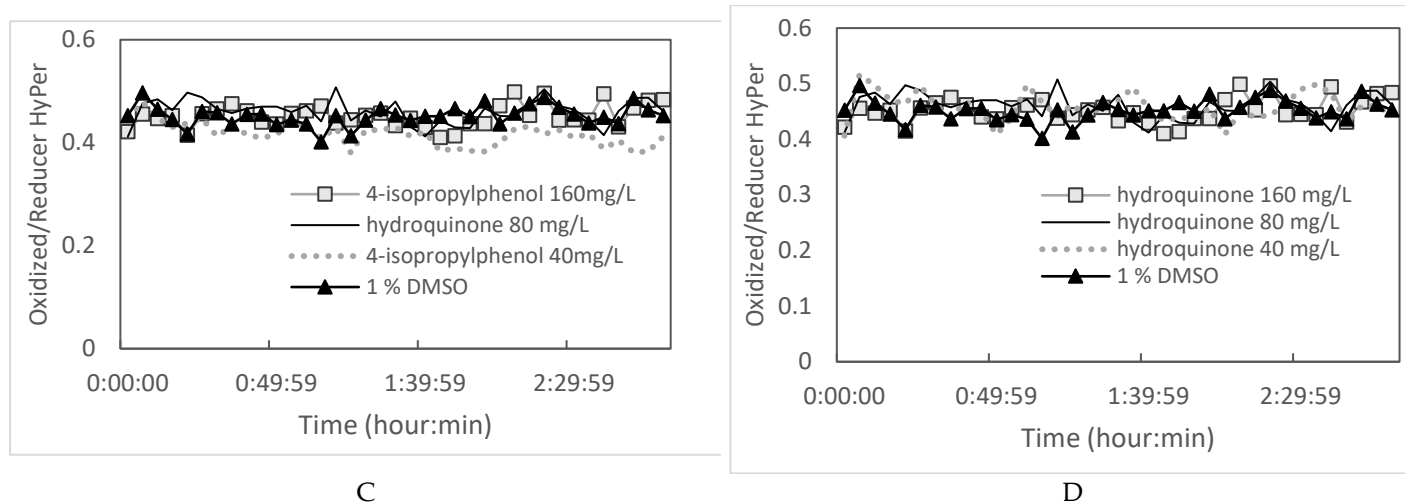 0.6
0.4
0.2
0
Oxidized/Reducer HyPer
4-isopropylphenol 160mg/L
hydroquinone 80 mg/L
4-isopropylphenol 40mg/L
1 % DMSO
0:00:00 0:49:59 1:39:59 2:29:59
Time (hour:min)
C
0.6
0.5
0.4
0.3
0.2
0.1
0
Oxidized/Reducer HyPer
hydroquinone 160 mg/L
hydroquinone 80 mg/L
hydroquinone 40 mg/L
1 % DMSO
0:00:00 0:49:59 1:39:59 2:29:59
Time (hour:min)
D